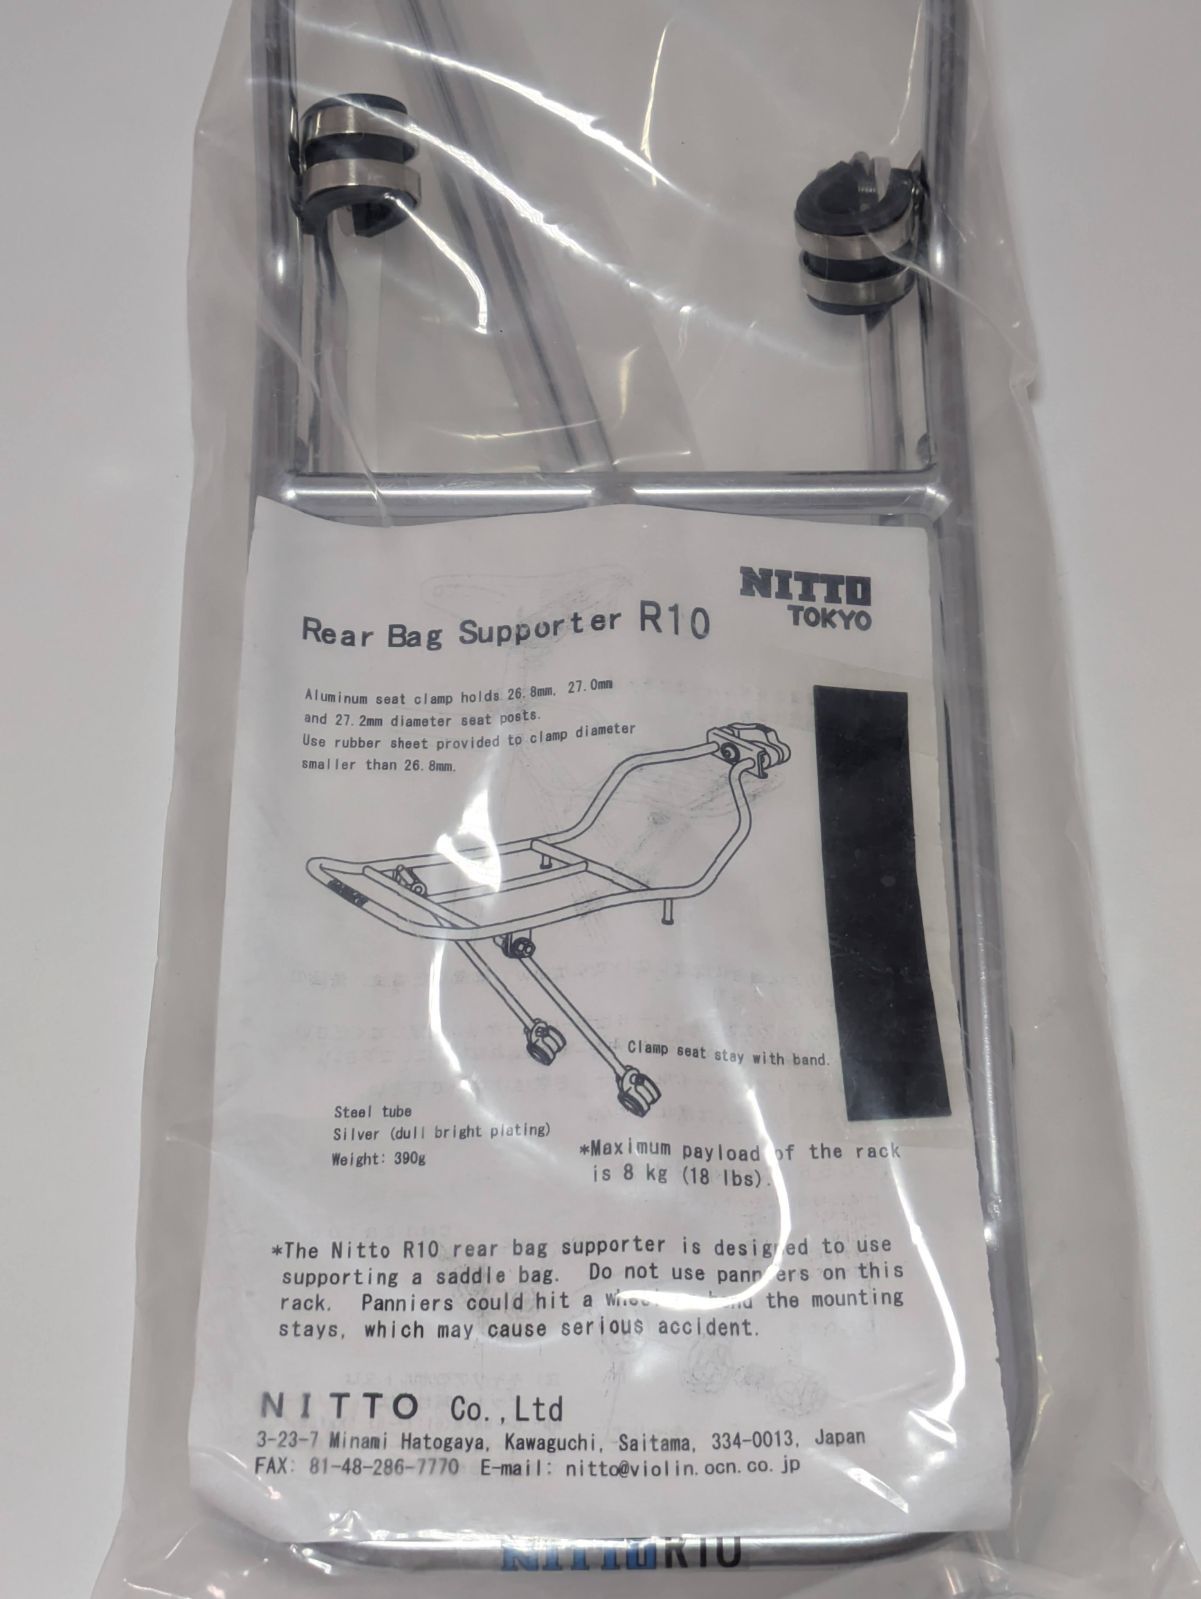 NITTO
TOKYO
Rear Bag Supporter R10
Aluminum seat clamp holds 26.8mm, 27.0mm
and 27.2mm diameter seat posts.
Use rubber sheet provided to clamp diameter
smaller than 26.8mm.
Clamp seat stay with band.
Steel tube
Silver (dull bright plating)
Weight: 390g
*Maximum payload of the rack
is 8 kg (18 lbs).
*The Nitto R10 rear bag supporter is designed to use
supporting a saddle bag. Do not use panniers on this
rack. Panniers could hit a the mounting
stays, which may cause serious accident.
NITTO Co.,Ltd
3-23-7 Minami Hatogaya, Kawaguchi, Saitama, 334-0013, Japan
FAX: 81-48-286-7770 E-mail: nitto@violin.ocn.co.jp
NITTO R10